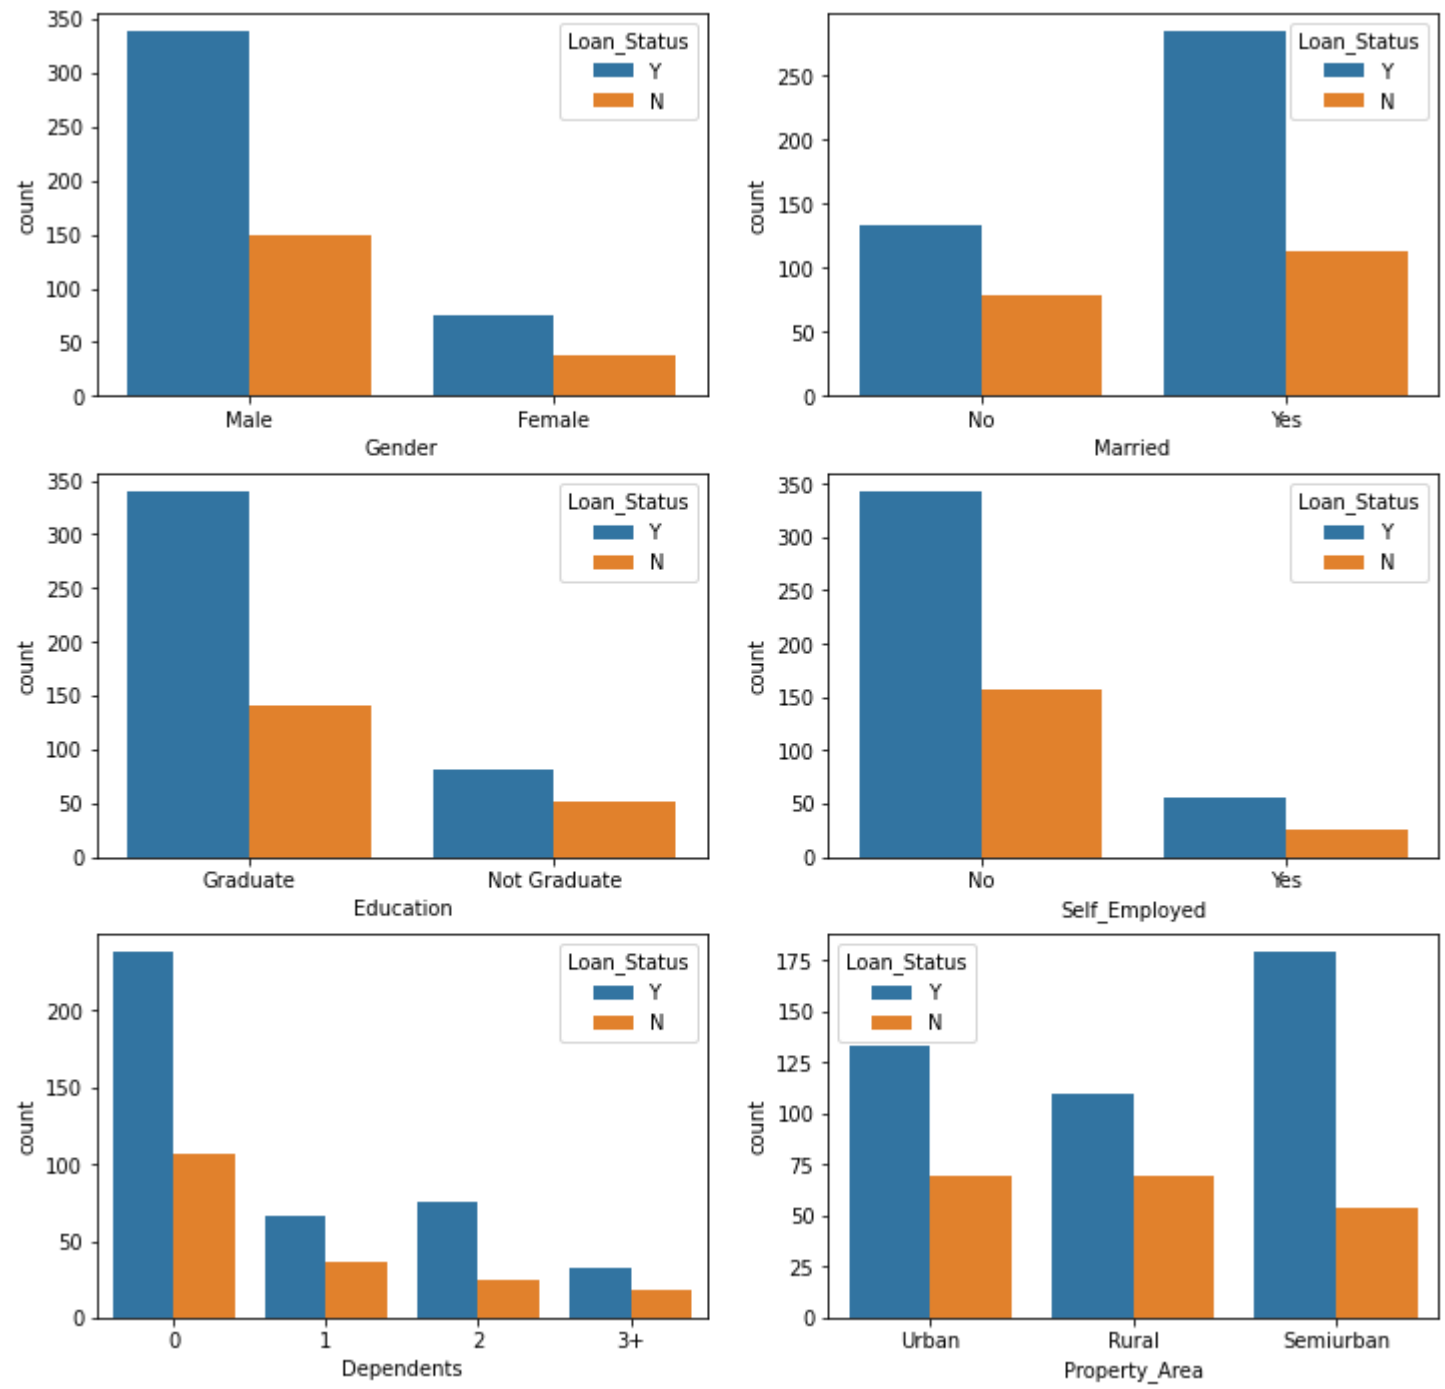 350
300
250
200
150
100
50
0
count
Male Female
Gender
Loan_Status
Y
N
250
200
150
100
50
0
count
No Yes
Married
Loan_Status
Y
N
350
300
250
200
150
100
50
0
count
Graduate Not Graduate
Education
Loan_Status
Y
N
350
300
250
200
150
100
50
0
count
No Yes
Self_Employed
Loan_Status
Y
N
200
150
100
50
0
count
0 1 2 3+
Dependents
Loan_Status
Y
N
175
150
125
100
75
50
25
0
count
Urban Rural Semiurban
Property_Area
Loan_Status
Y
N